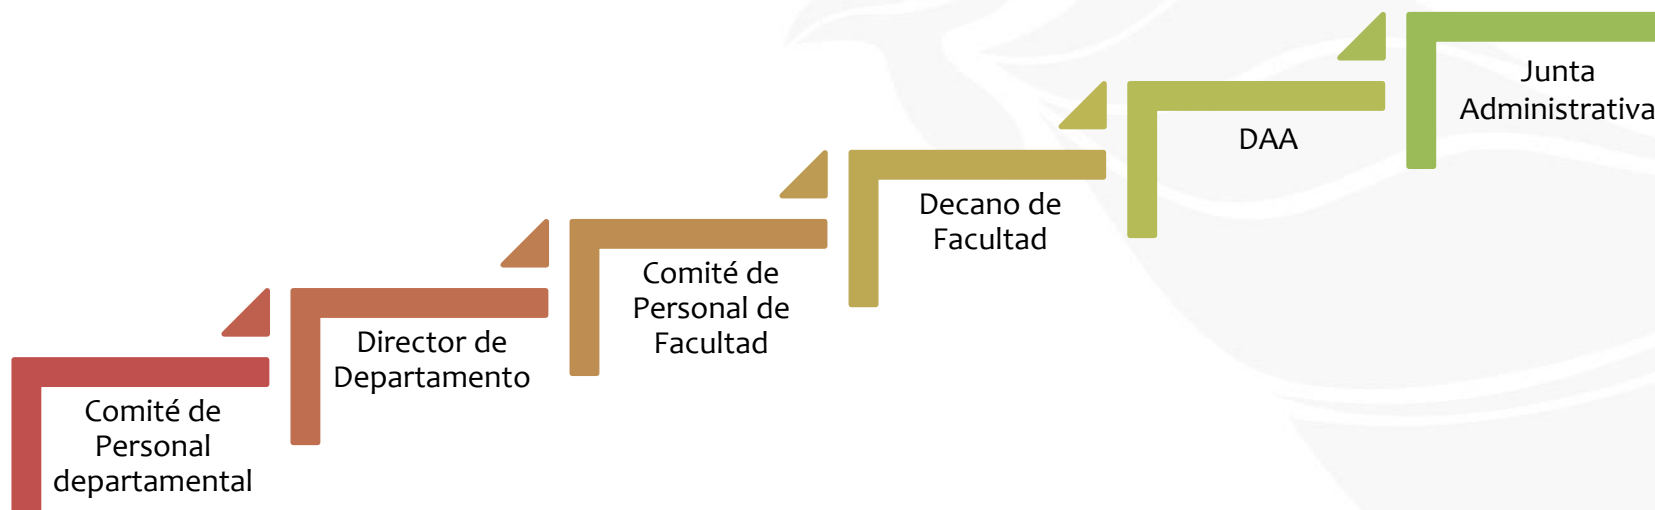 Comité de
Personal
departamental
Director de
Departamento
Comité de
Personal de
Facultad
Decano de
Facultad
DAA
Junta
Administrativa